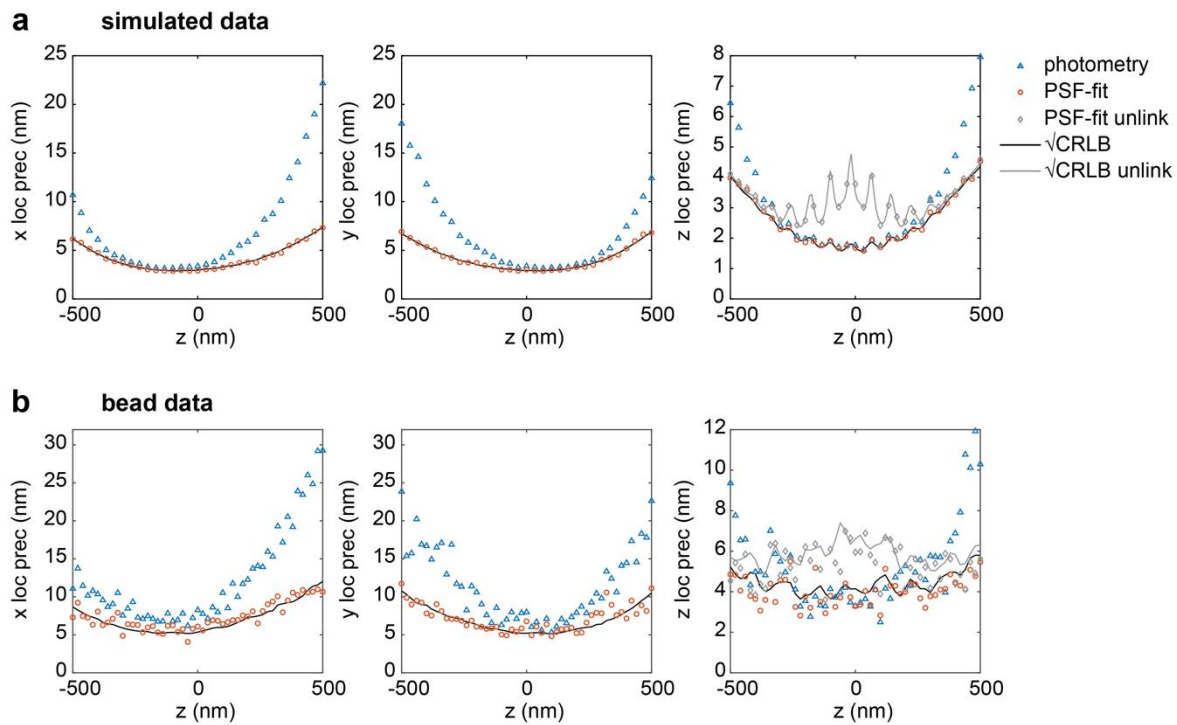 a simulated data
25
20
15
10
5
0
x loc prec (nm)
-500 0 500
z (nm)
25
20
15
10
5
0
y loc prec (nm)
-500 0 500
z (nm)
8
7
6
5
4
3
2
1
0
z loc prec (nm)
-500 0 500
z (nm)
photometry
PSF-fit
PSF-fit unlink
√CRLB
√CRLB unlink
b bead data
30
25
20
15
10
5
0
x loc prec (nm)
-500 0 500
z (nm)
30
25
20
15
10
5
0
y loc prec (nm)
-500 0 500
z (nm)
12
10
8
6
4
2
0
z loc prec (nm)
-500 0 500
z (nm)